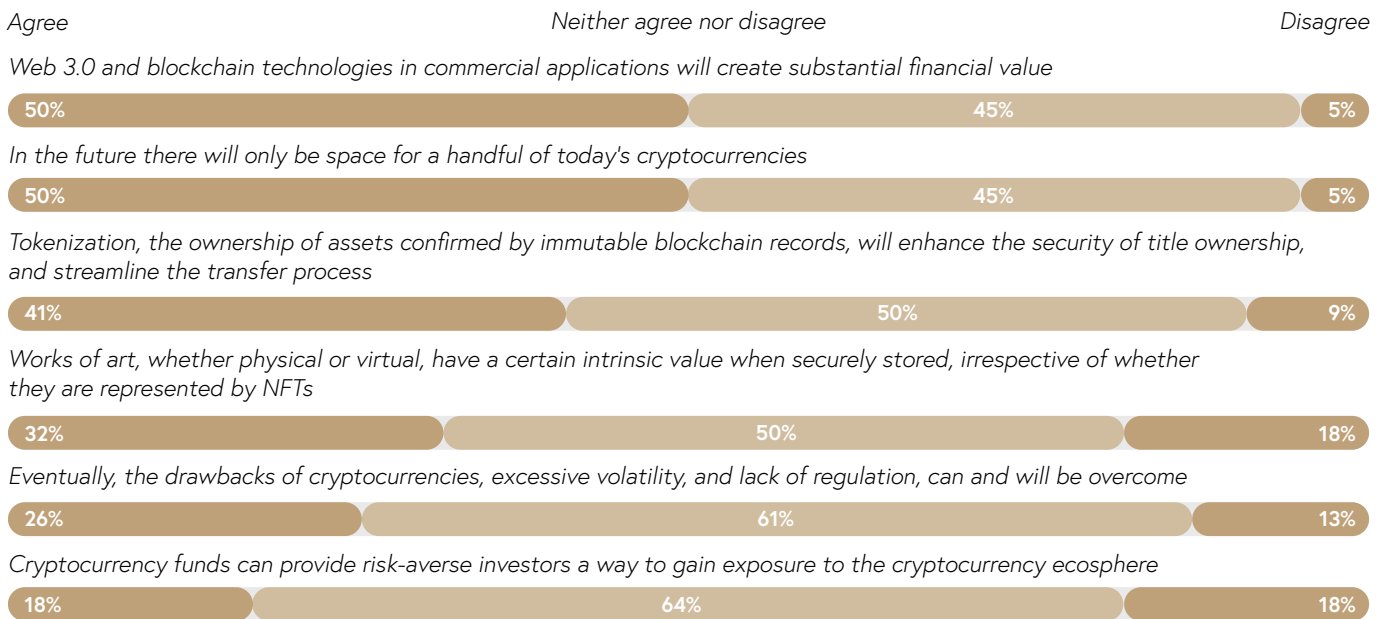 Agree Neither agree nor disagree Disagree
Web 3.0 and blockchain technologies in commercial applications will create substantial financial value
50% 45% 5%
In the future there will only be space for a handful of today's cryptocurrencies
50% 45% 5%
Tokenization, the ownership of assets confirmed by immutable blockchain records, will enhance the security of title ownership,
and streamline the transfer process
41% 50% 9%
Works of art, whether physical or virtual, have a certain intrinsic value when securely stored, irrespective of whether
they are represented by NFTs
32% 50% 18%
Eventually, the drawbacks of cryptocurrencies, excessive volatility, and lack of regulation, can and will be overcome
26% 61% 13%
Cryptocurrency funds can provide risk-averse investors a way to gain exposure to the cryptocurrency ecosphere
18% 64% 18%